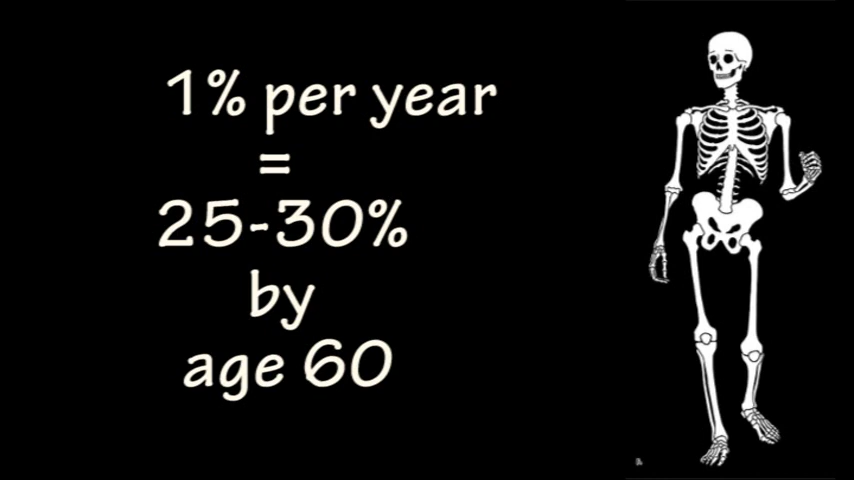 1% per year
=
25-30%
by
age 60